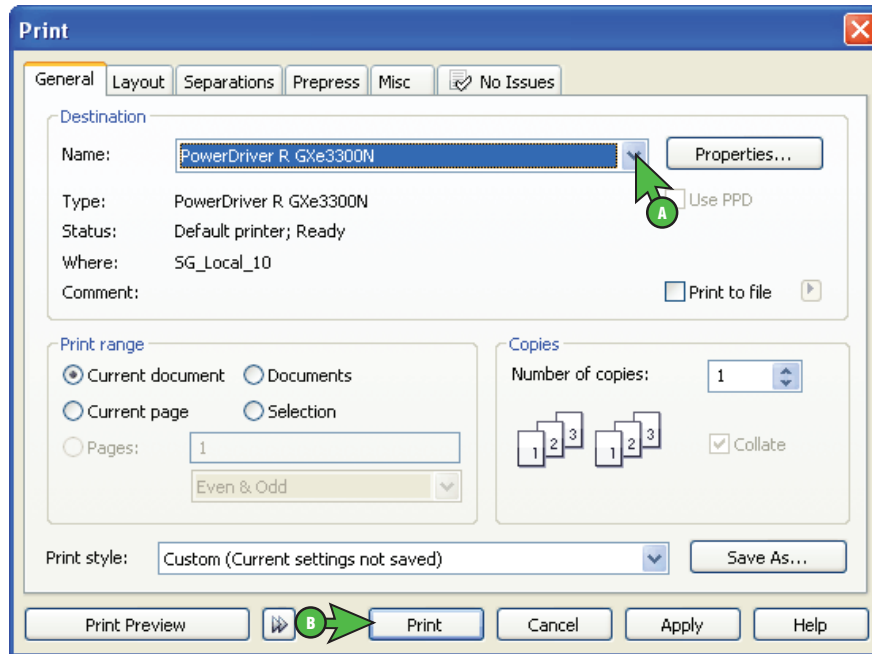 Print
General Layout Separations Prepress Misc No Issues
Destination
Name: PowerDriver R GXe3300N Properties...
A
Type: PowerDriver R GXe3300N Use PPD
Status: Default printer; Ready
Where: SG_Local_10
Comment: Print to file
Print range
Current document Documents
Current page Selection
Pages: 1
Even & Odd
Copies
Number of copies: 1
1 2 3 1 2 3
Collate
Print style: Custom (Current settings not saved) Save As...
Print Preview B Print Cancel Apply Help